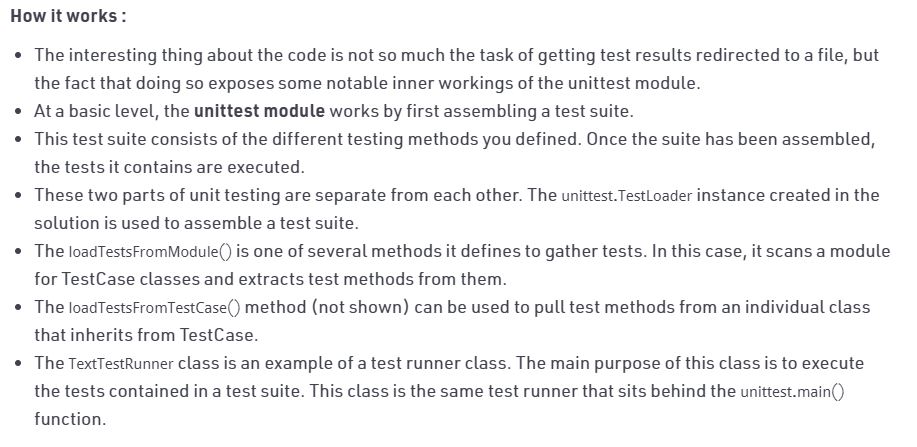 How it works :
• The interesting thing about the code is not so much the task of getting test results redirected to a file, but
the fact that doing so exposes some notable inner workings of the unittest module.
• At a basic level, the unittest module works by first assembling a test suite.
• This test suite consists of the different testing methods you defined. Once the suite has been assembled,
the tests it contains are executed.
• These two parts of unit testing are separate from each other. The unittest.TestLoader instance created in the
solution is used to assemble a test suite.
• The loadTestsFromModule() is one of several methods it defines to gather tests. In this case, it scans a module
for TestCase classes and extracts test methods from them.
• The loadTestsFromTestCase() method (not shown) can be used to pull test methods from an individual class
that inherits from TestCase.
• The TextTestRunner class is an example of a test runner class. The main purpose of this class is to execute
the tests contained in a test suite. This class is the same test runner that sits behind the unittest.main()
function.